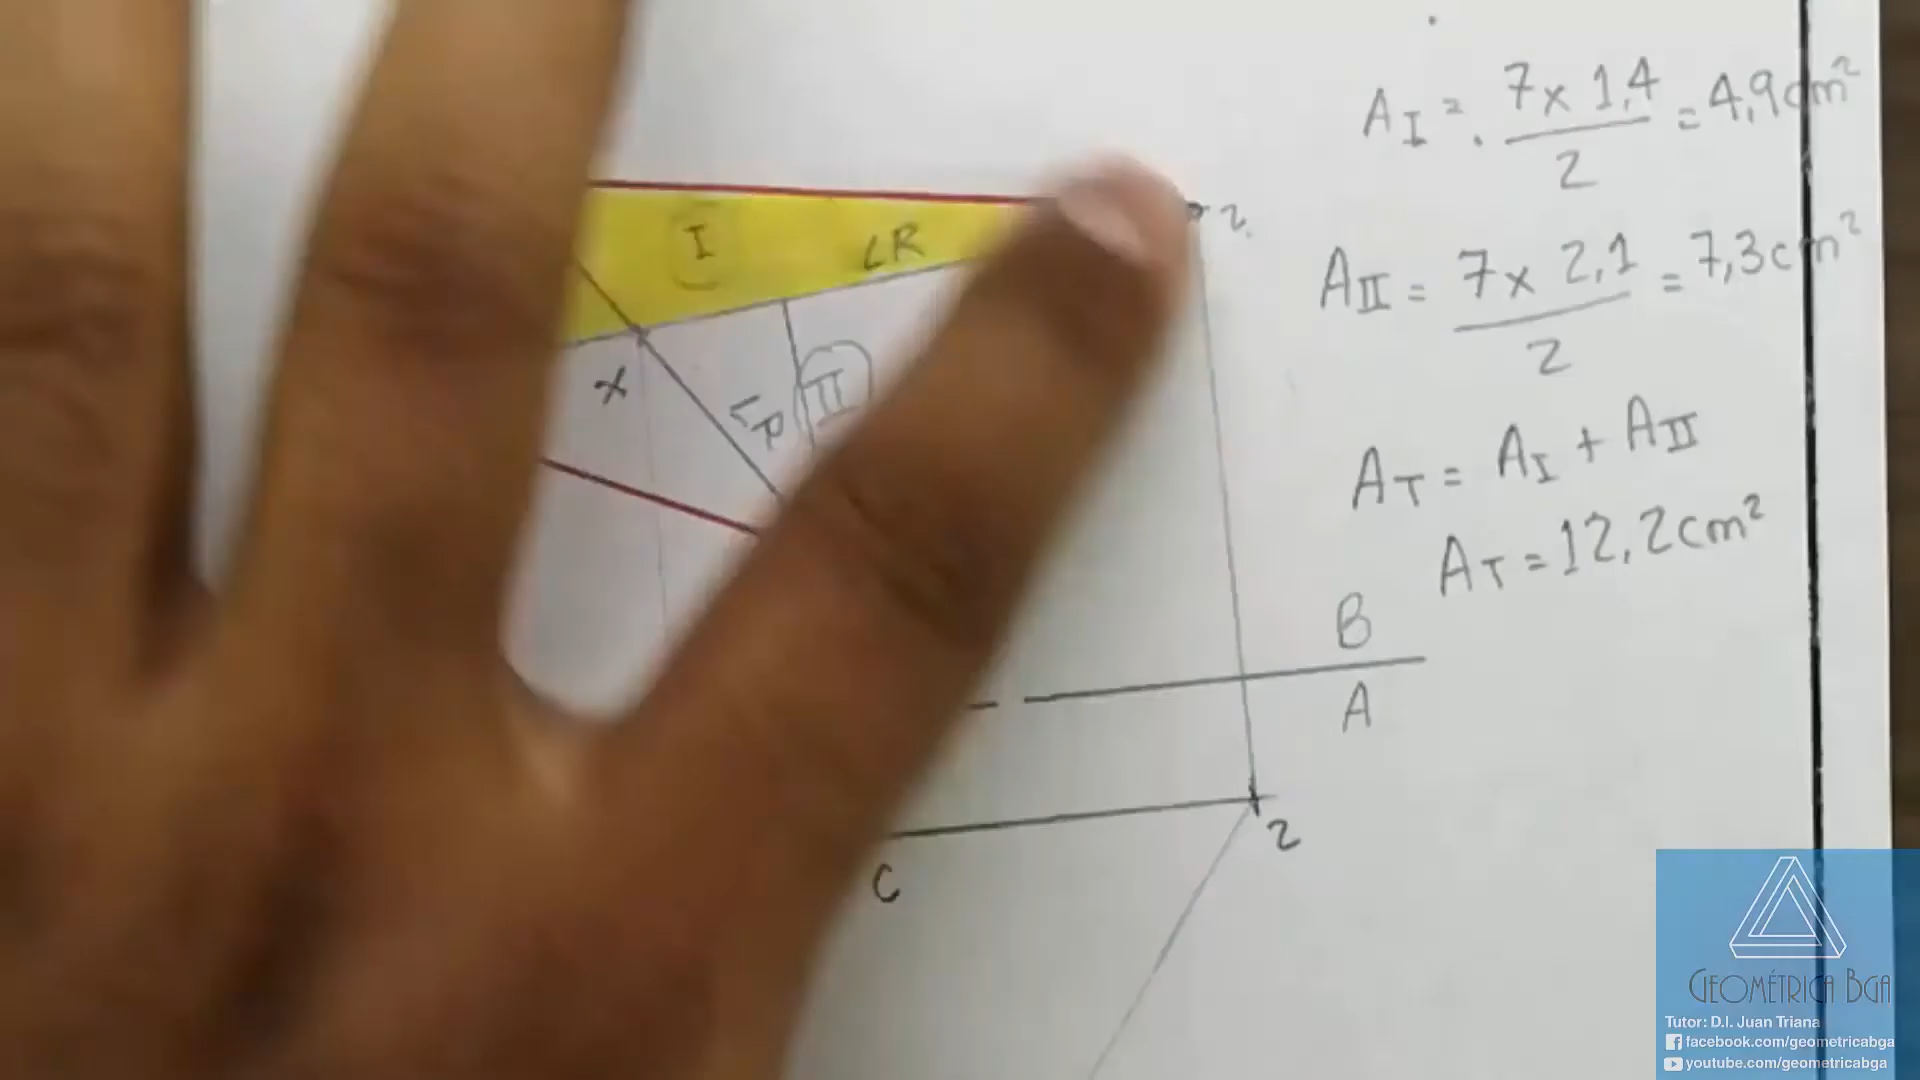 A_I = 7 x 1,4 / 2 = 4,9cm²
A_II = 7 x 2,1 / 2 = 7,3cm²
A_T = A_I + A_II
A_T = 12,2cm²
I
LR
2
X
Lp
II
B
A
C
2
GEOMÉTRICA BGA
Tutor: D.I. Juan Triana
facebook.com/geometricabga
youtube.com/geometricabga